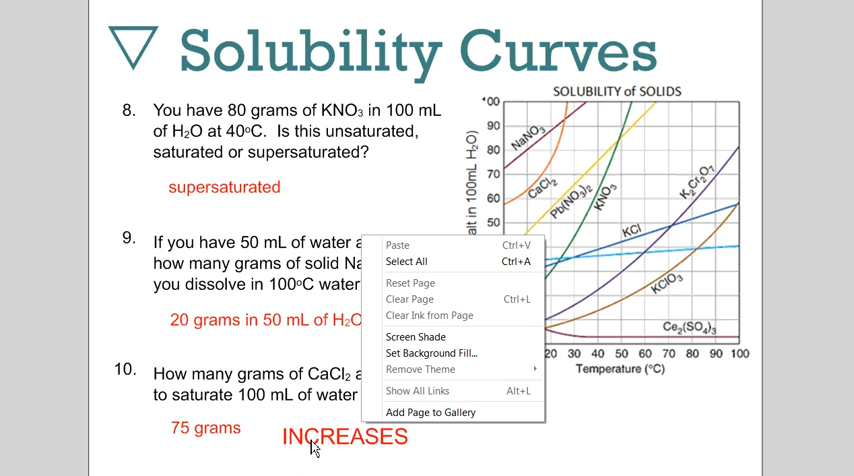 Solubility Curves
8. You have 80 grams of KNO₃ in 100 mL
of H₂O at 40ºC. Is this unsaturated,
saturated or supersaturated?
supersaturated
9. If you have 50 mL of water
how many grams of solid
you dissolve in 100ºC water
20 grams in 50 mL of H₂O
10. How many grams of CaCl₂
to saturate 100 mL of water
75 grams
INCREASES
Paste Ctrl+V
Select All Ctrl+A
Reset Page
Clear Page Ctrl+L
Clear Ink from Page
Screen Shade
Set Background Fill...
Remove Theme
Show All Links Alt+L
Add Page to Gallery
SOLUBILITY of SOLIDS
90
80
70
60
50
alt in 100mL H₂O)
NaNO₃
CaCl₂
Pb(NO₃)₂
KNO₃
KCl
K₂Cr₂O₇
KClO₃
Ce₂(SO₄)₃
20 30 40 50 60 70 80 90 100
Temperature (°C)